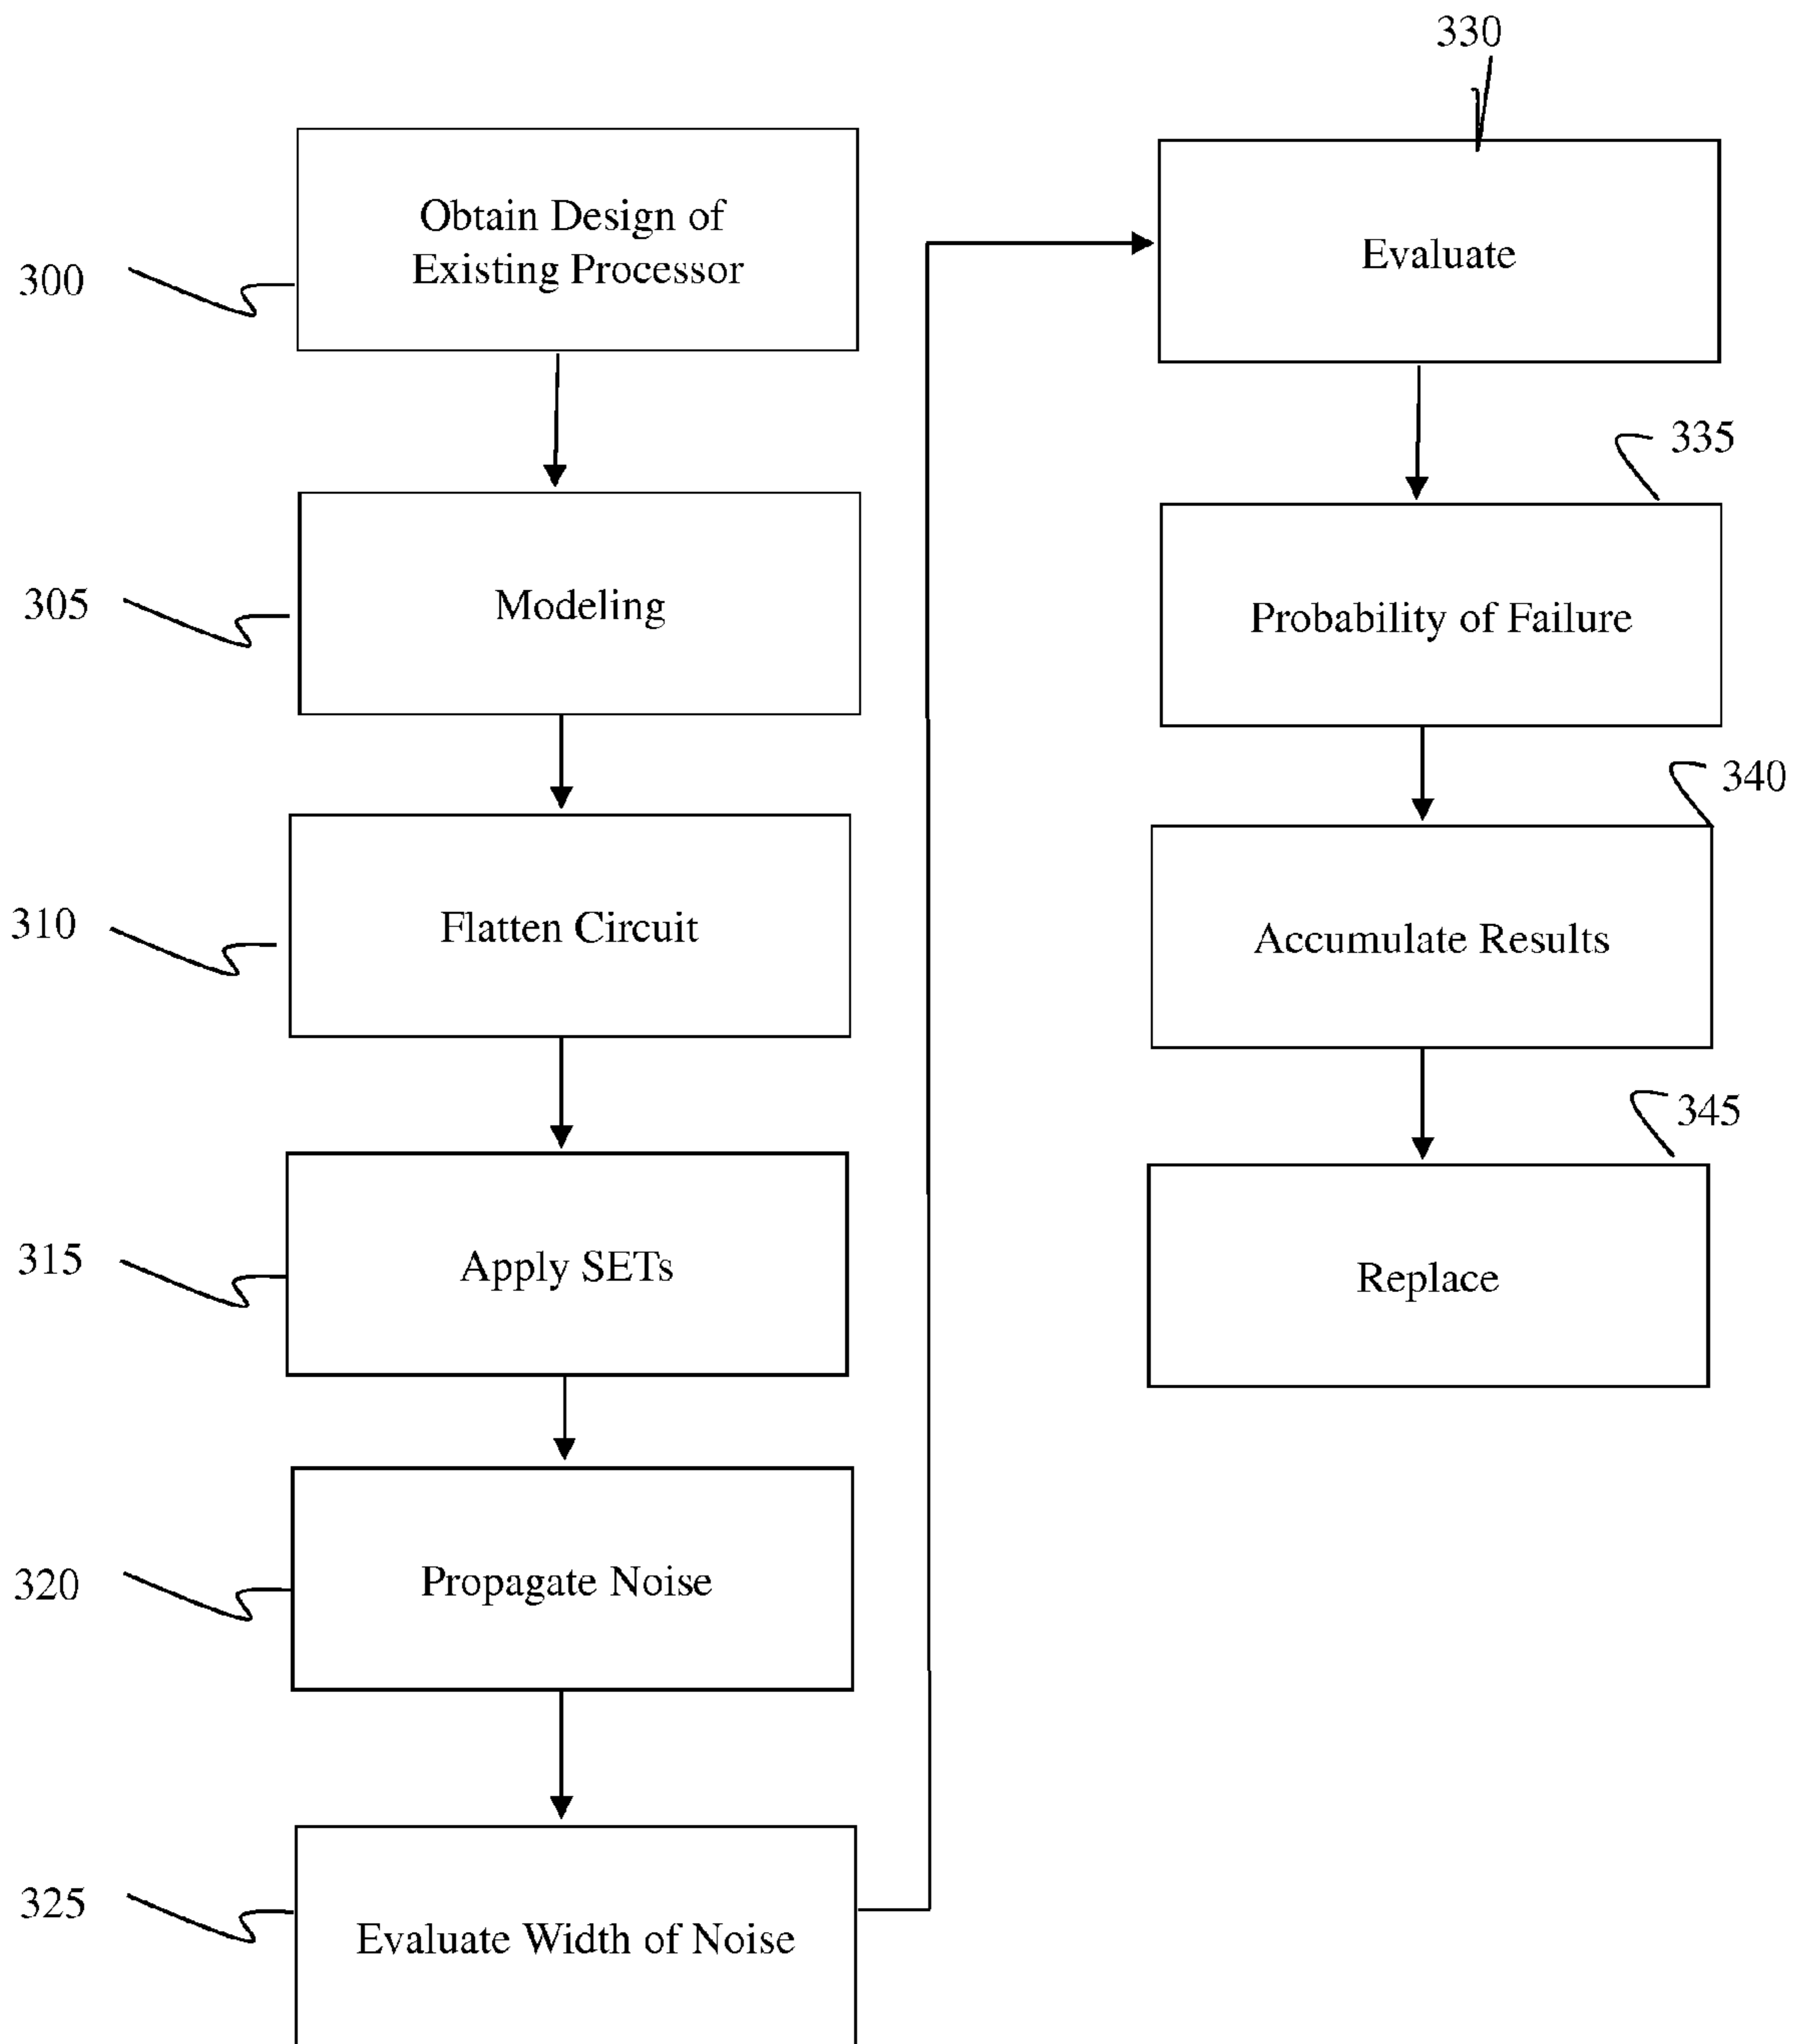 300
Obtain Design of
Existing Processor
305
Modeling
310
Flatten Circuit
315
Apply SETs
320
Propagate Noise
325
Evaluate Width of Noise
330
Evaluate
335
Probability of Failure
340
Accumulate Results
345
Replace